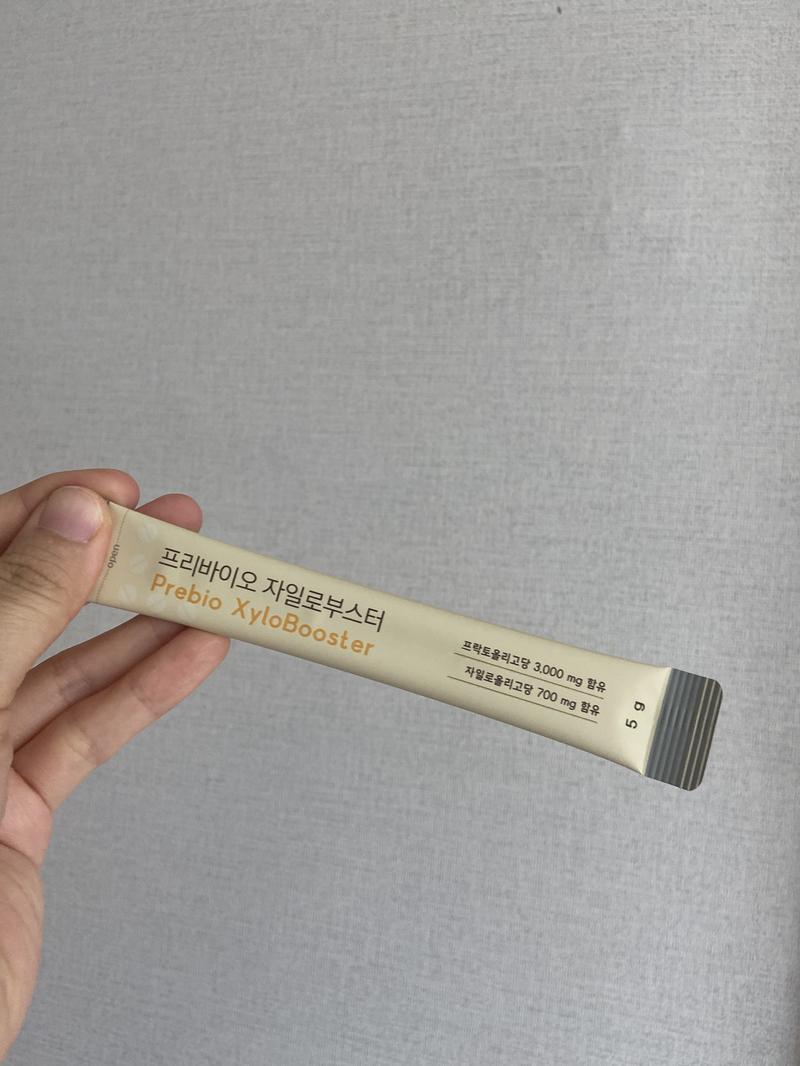 open
프리바이오 자일로부스터
Prebio XyloBooster
프락토올리고당 3,000 mg 함유
자일로올리고당 700 mg 함유
5 g